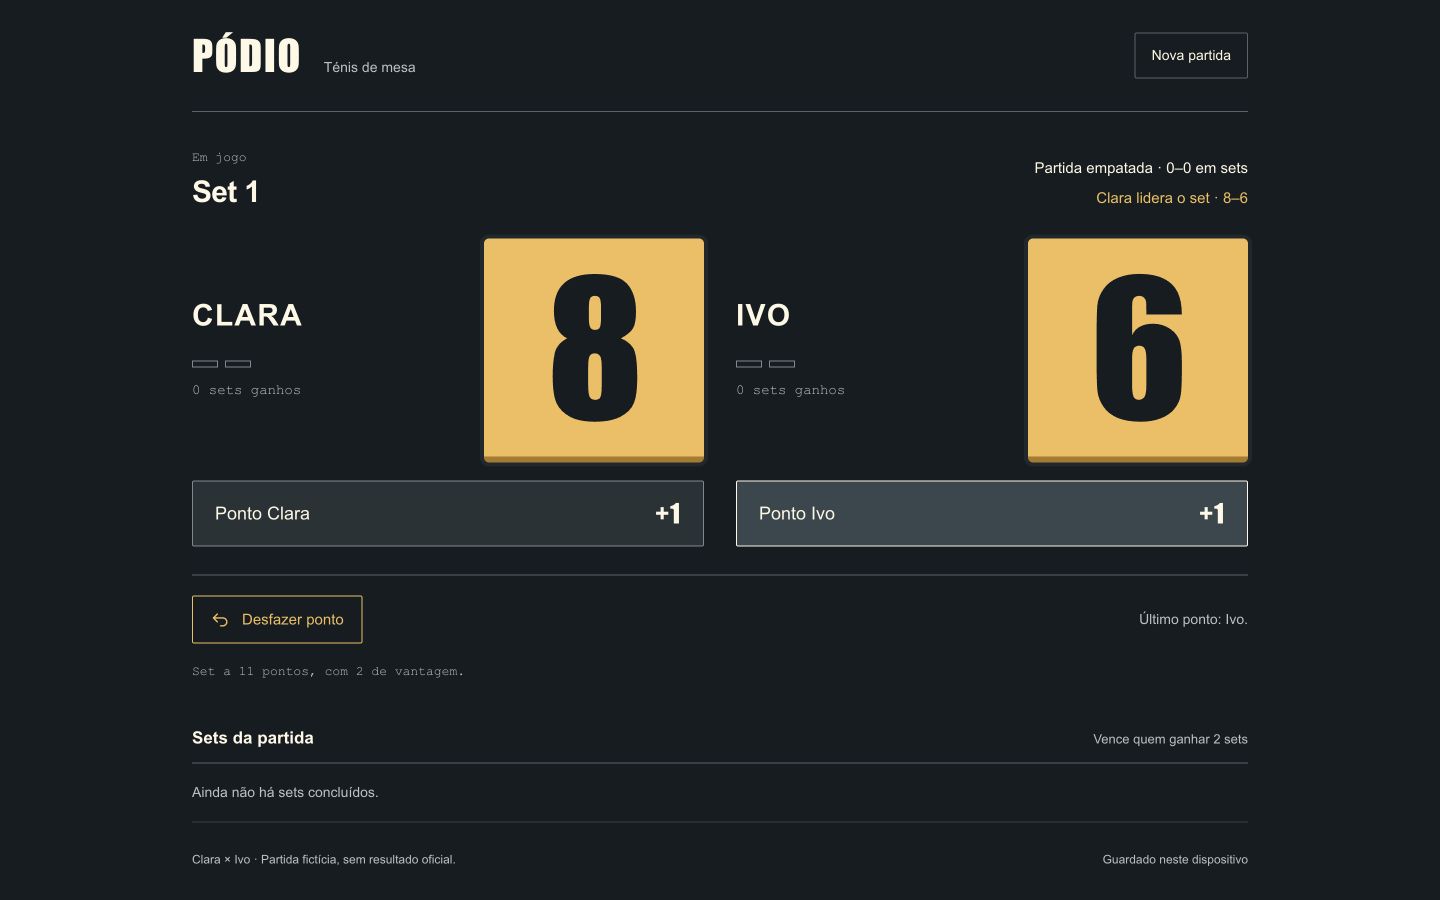 PÓDIO
Ténis de mesa
Nova partida
Em jogo
Set 1
Partida empatada · 0–0 em sets
Clara lidera o set · 8–6
CLARA
0 sets ganhos
8
IVO
0 sets ganhos
6
Ponto Clara +1
Ponto Ivo +1
Desfazer ponto
Último ponto: Ivo.
Set a 11 pontos, com 2 de vantagem.
Sets da partida
Vence quem ganhar 2 sets
Ainda não há sets concluídos.
Clara × Ivo · Partida fictícia, sem resultado oficial.
Guardado neste dispositivo